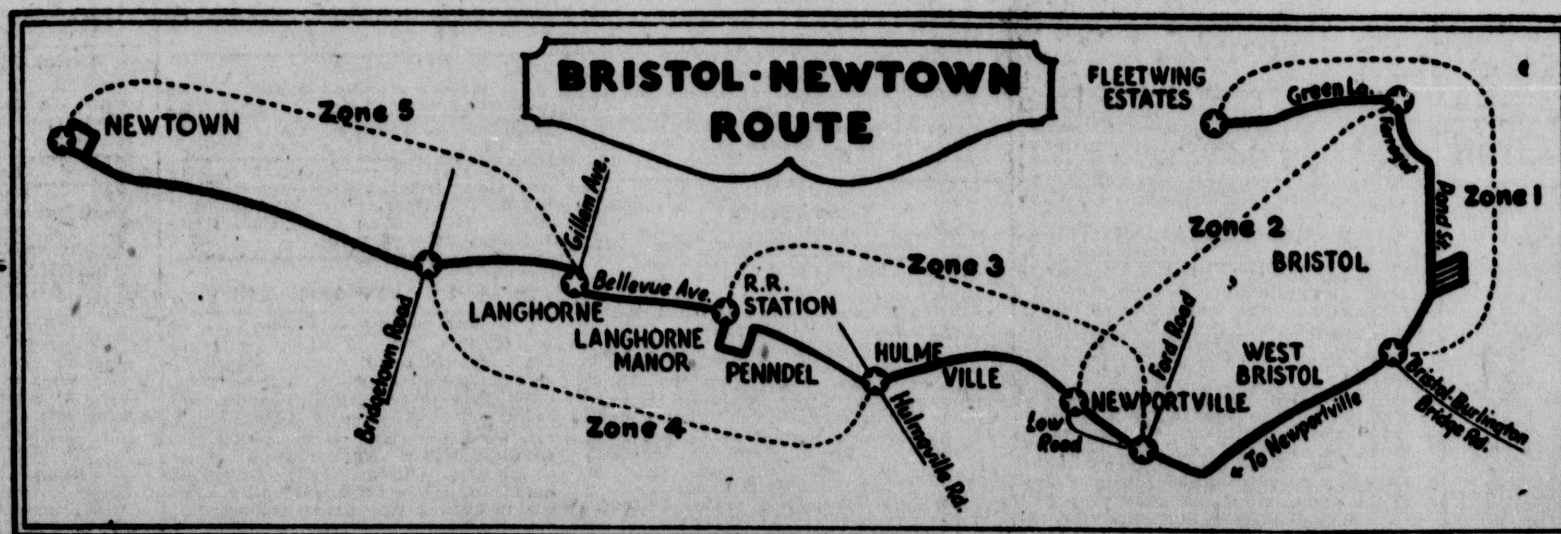 BRISTOL-NEWTOWN
ROUTE
NEWTOWN
Zone 5
Bridgetown Road
Gillam Ave.
LANGHORNE
Bellevue Ave.
LANGHORNE
MANOR
R.R.
STATION
PENNDEL
Zone 4
Zone 3
HULME
VILLE
Hulmeville Rd.
NEWPORTVILLE
Low
Road
Ford Road
Zone 2
FLEETWING
ESTATES
Green La.
Farragut
Pond St.
Zone 1
BRISTOL
WEST
BRISTOL
To Newportville
Bristol-Burlington
Bridge Rd.